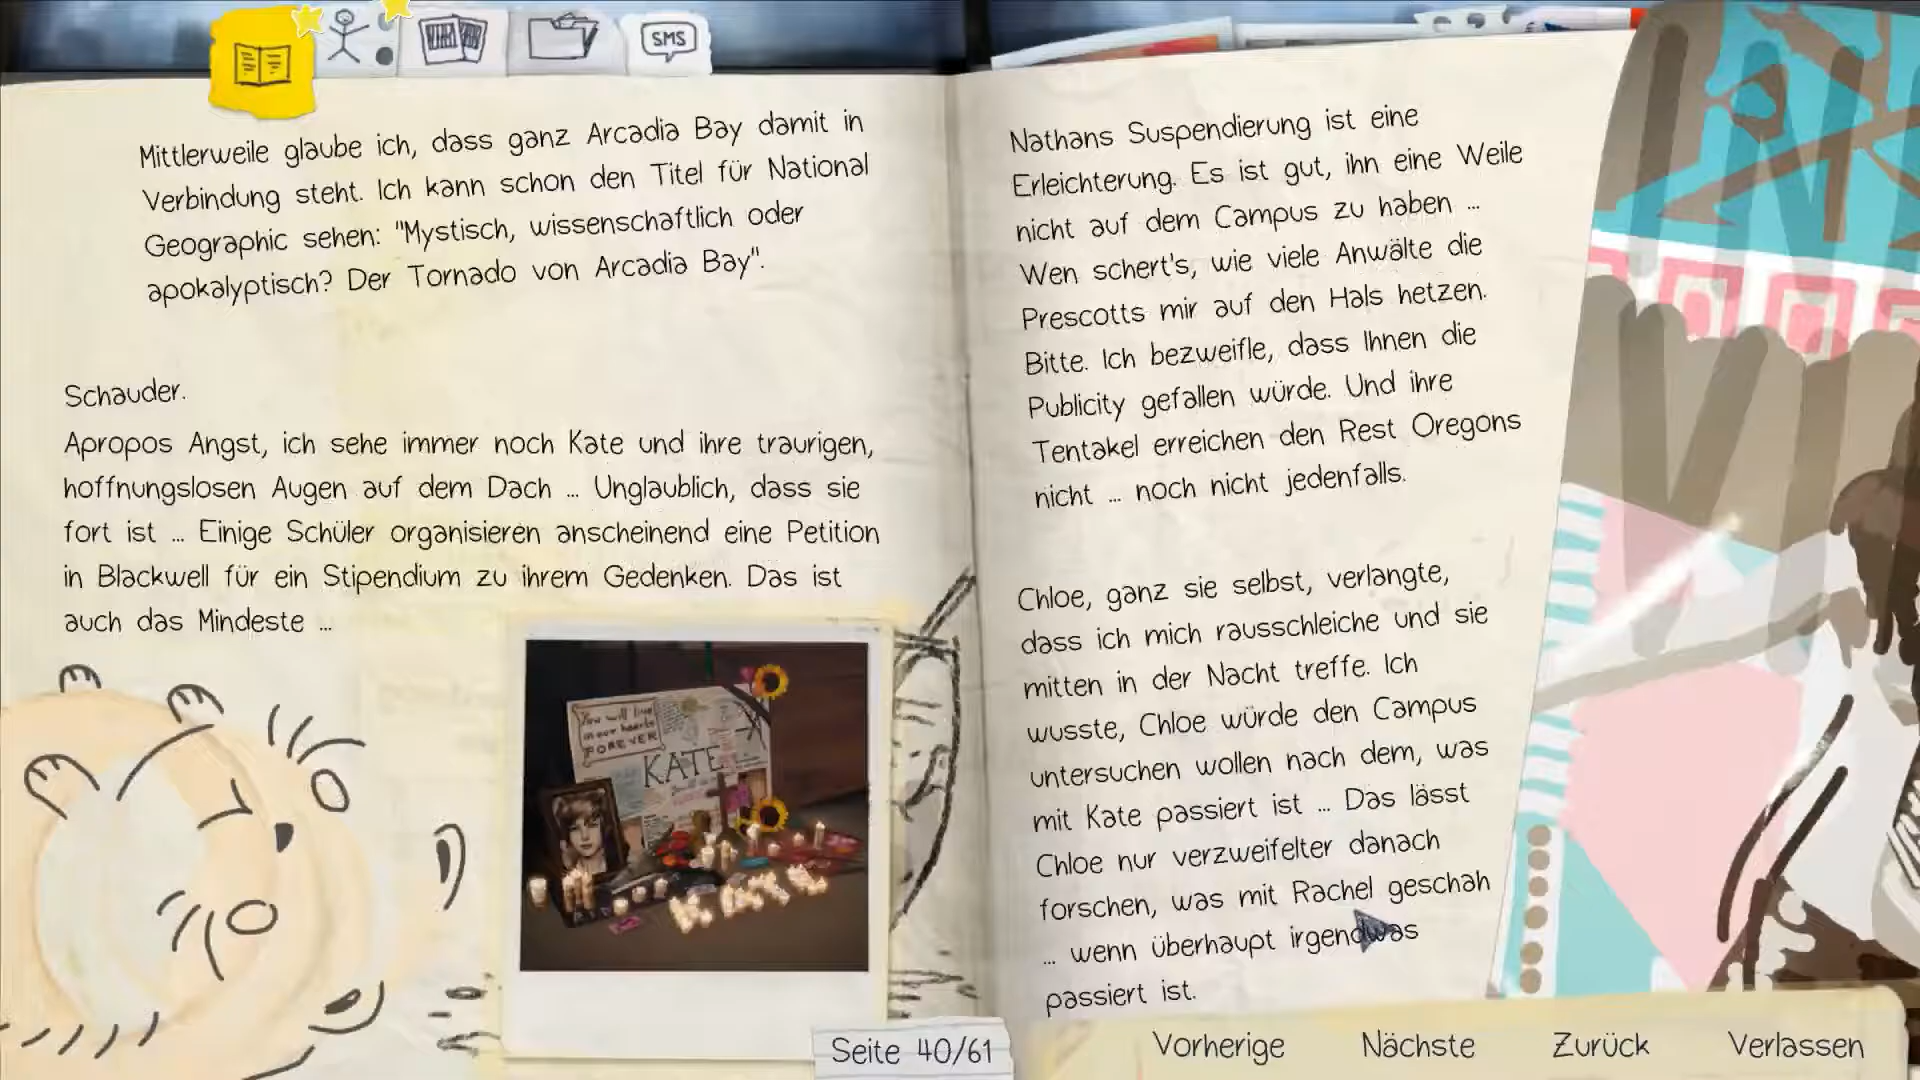 SMS
Mittlerweile glaube ich, dass ganz Arcadia Bay damit in
Verbindung steht. Ich kann schon den Titel für National
Geographic sehen: "Mystisch, wissenschaftlich oder
apokalyptisch? Der Tornado von Arcadia Bay".
Schauder.
Apropos Angst, ich sehe immer noch Kate und ihre traurigen,
hoffnungslosen Augen auf dem Dach ... Unglaublich, dass sie
fort ist ... Einige Schüler organisieren anscheinend eine Petition
in Blackwell für ein Stipendium zu ihrem Gedenken. Das ist
auch das Mindeste ...
You will live
in our hearts
FOREVER
KATE
Nathans Suspendierung ist eine
Erleichterung. Es ist gut, ihn eine Weile
nicht auf dem Campus zu haben ...
Wen schert's, wie viele Anwälte die
Prescotts mir auf den Hals hetzen.
Bitte. Ich bezweifle, dass Ihnen die
Publicity gefallen würde. Und ihre
Tentakel erreichen den Rest Oregons
nicht ... noch nicht jedenfalls.
Chloe, ganz sie selbst, verlangte,
dass ich mich rausschleiche und sie
mitten in der Nacht treffe. Ich
wusste, Chloe würde den Campus
untersuchen wollen nach dem, was
mit Kate passiert ist ... Das lässt
Chloe nur verzweifelter danach
forschen, was mit Rachel geschah
... wenn überhaupt irgendwas
passiert ist.
Seite 40/61
Vorherige Nächste Zurück Verlassen